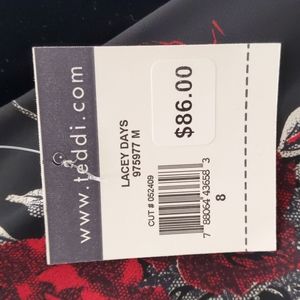 www.teddi.com
LACEY DAYS
975977 M
$86.00
CUT # 052409
7 88064 43658 3
8